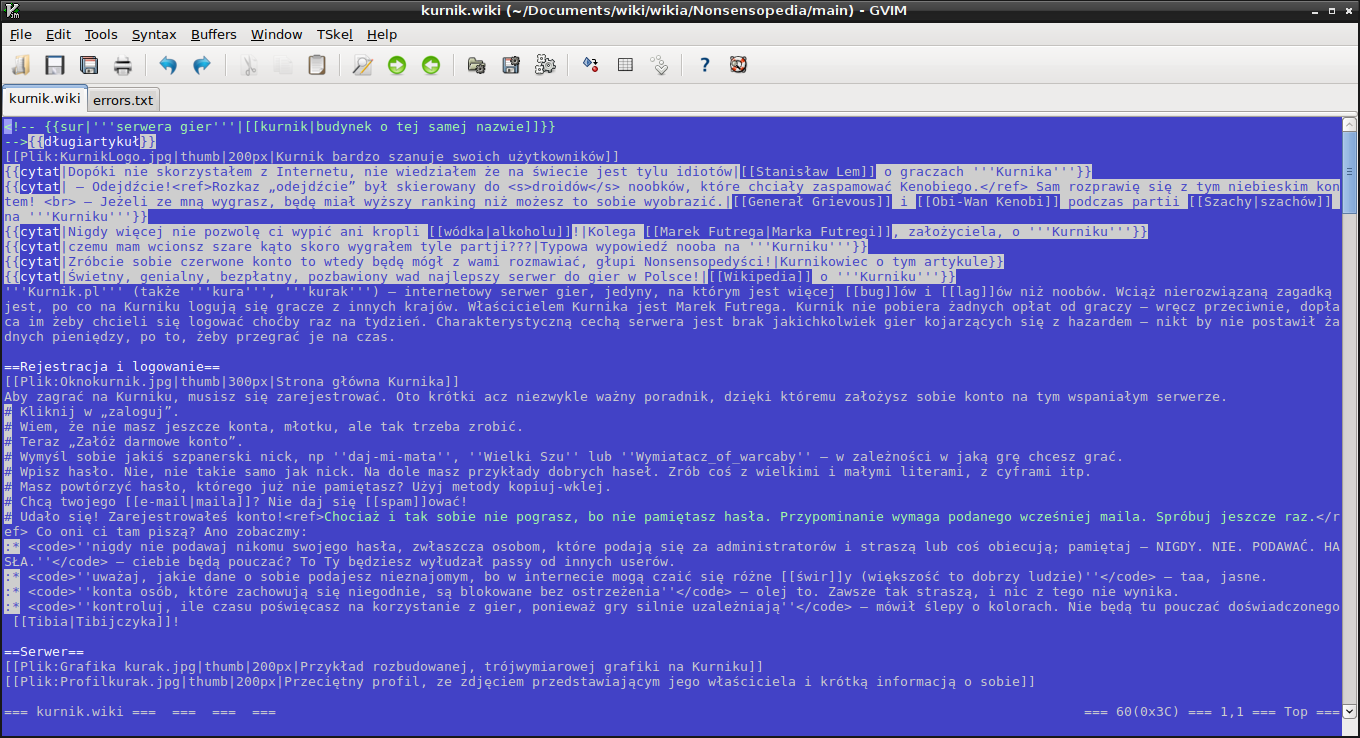 kurnik.wiki (~/Documents/wiki/wikia/Nonsensopedia/main) - GVIM
File Edit Tools Syntax Buffers Window TSkel Help
kurnik.wiki errors.txt
<!-- {{sur|'''serwera gier'''|[[kurnik|budynek o tej samej nazwie]]}}
-->{{długiartykuł}}
[[Plik:KurnikLogo.jpg|thumb|200px|Kurnik bardzo szanuje swoich użytkowników]]
{{cytat|Dopóki nie skorzystałem z Internetu, nie wiedziałem że na świecie jest tylu idiotów|[[Stanisław Lem]] o graczach '''Kurnika'''}}
{{cytat| – Odejdźcie!<ref>Rozkaz „odejdźcie” był skierowany do <s>droidów</s> noobków, które chciały zaspamować Kenobiego.</ref> Sam rozprawię się z tym niebieskim kon
tem! <br> – Jeżeli ze mną wygrasz, będę miał wyższy ranking niż możesz to sobie wyobrazić.|[[Generał Grievous]] i [[Obi-Wan Kenobi]] podczas partii [[Szachy|szachów]]
na '''Kurniku'''}}
{{cytat|Nigdy więcej nie pozwolę ci wypić ani kropli [[wódka|alkoholu]]!|Kolega [[Marek Futrega|Marka Futregi]], założyciela, o '''Kurniku'''}}
{{cytat|czemu mam wcionsz szare kąto skoro wygrałem tyle partji???|Typowa wypowiedź nooba na '''Kurniku'''}}
{{cytat|Zróbcie sobie czerwone konto to wtedy będę mógł z wami rozmawiać, głupi Nonsensopedyści!|Kurnikowiec o tym artykule}}
{{cytat|Świetny, genialny, bezpłatny, pozbawiony wad najlepszy serwer do gier w Polsce!|[[Wikipedia]] o '''Kurniku'''}}
'''Kurnik.pl''' (także '''kura''', '''kurak''') – internetowy serwer gier, jedyny, na którym jest więcej [[bug]]ów i [[lag]]ów niż noobów. Wciąż nierozwiązaną zagadką
jest, po co na Kurniku logują się gracze z innych krajów. Właścicielem Kurnika jest Marek Futrega. Kurnik nie pobiera żadnych opłat od graczy – wręcz przeciwnie, dopła
ca im żeby chcieli się logować choćby raz na tydzień. Charakterystyczną cechą serwera jest brak jakichkolwiek gier kojarzących się z hazardem – nikt by nie postawił ża
dnych pieniędzy, po to, żeby przegrać je na czas.
==Rejestracja i logowanie==
[[Plik:Oknokurnik.jpg|thumb|300px|Strona główna Kurnika]]
Aby zagrać na Kurniku, musisz się zarejestrować. Oto krótki acz niezwykle ważny poradnik, dzięki któremu założysz sobie konto na tym wspaniałym serwerze.
# Kliknij w „zaloguj”.
# Wiem, że nie masz jeszcze konta, młotku, ale tak trzeba zrobić.
# Teraz „Załóż darmowe konto”.
# Wymyśl sobie jakiś szpanerski nick, np ''daj-mi-mata'', ''Wielki Szu'' lub ''Wymiatacz_of_warcaby'' – w zależności w jaką grę chcesz grać.
# Wpisz hasło. Nie, nie takie samo jak nick. Na dole masz przykłady dobrych haseł. Zrób coś z wielkimi i małymi literami, z cyframi itp.
# Masz powtórzyć hasło, którego już nie pamiętasz? Użyj metody kopiuj-wklej.
# Chcą twojego [[e-mail|maila]]? Nie daj się [[spam]]ować!
# Udało się! Zarejestrowałeś konto!<ref>Chociaż i tak sobie nie pograsz, bo nie pamiętasz hasła. Przypominanie wymaga podanego wcześniej maila. Spróbuj jeszcze raz.</r
ef> Co oni ci tam piszą? Ano zobaczmy:
:* <code>''nigdy nie podawaj nikomu swojego hasła, zwłaszcza osobom, które podają się za administratorów i straszą lub coś obiecują; pamiętaj – NIGDY. NIE. PODAWAĆ. HA
SŁA.''</code> – ciebie będą pouczać? To Ty będziesz wyłudzał passy od innych userów.
:* <code>''uważaj, jakie dane o sobie podajesz nieznajomym, bo w internecie mogą czaić się różne [[świr]]y (większość to dobrzy ludzie)''</code> – taa, jasne.
:* <code>''konta osób, które zachowują się niegodnie, są blokowane bez ostrzeżenia''</code> – olej to. Zawsze tak straszą, i nic z tego nie wynika.
:* <code>''kontroluj, ile czasu poświęcasz na korzystanie z gier, ponieważ gry silnie uzależniają''</code> – mówił ślepy o kolorach. Nie będą tu pouczać doświadczonego
[[Tibia|Tibijczyka]]!
==Serwer==
[[Plik:Grafika kurak.jpg|thumb|200px|Przykład rozbudowanej, trójwymiarowej grafiki na Kurniku]]
[[Plik:Profilkurak.jpg|thumb|200px|Przeciętny profil, ze zdjęciem przedstawiającym jego właściciela i krótką informacją o sobie]]
=== kurnik.wiki ===  ===  ===  === === 60(0x3C) === 1,1 === Top ===